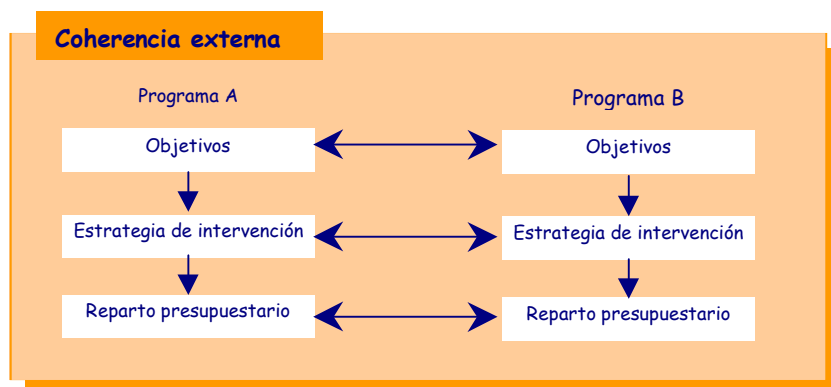 Coherencia externa
Programa A
Programa B
Objetivos
Objetivos
Estrategia de intervención
Estrategia de intervención
Reparto presupuestario
Reparto presupuestario